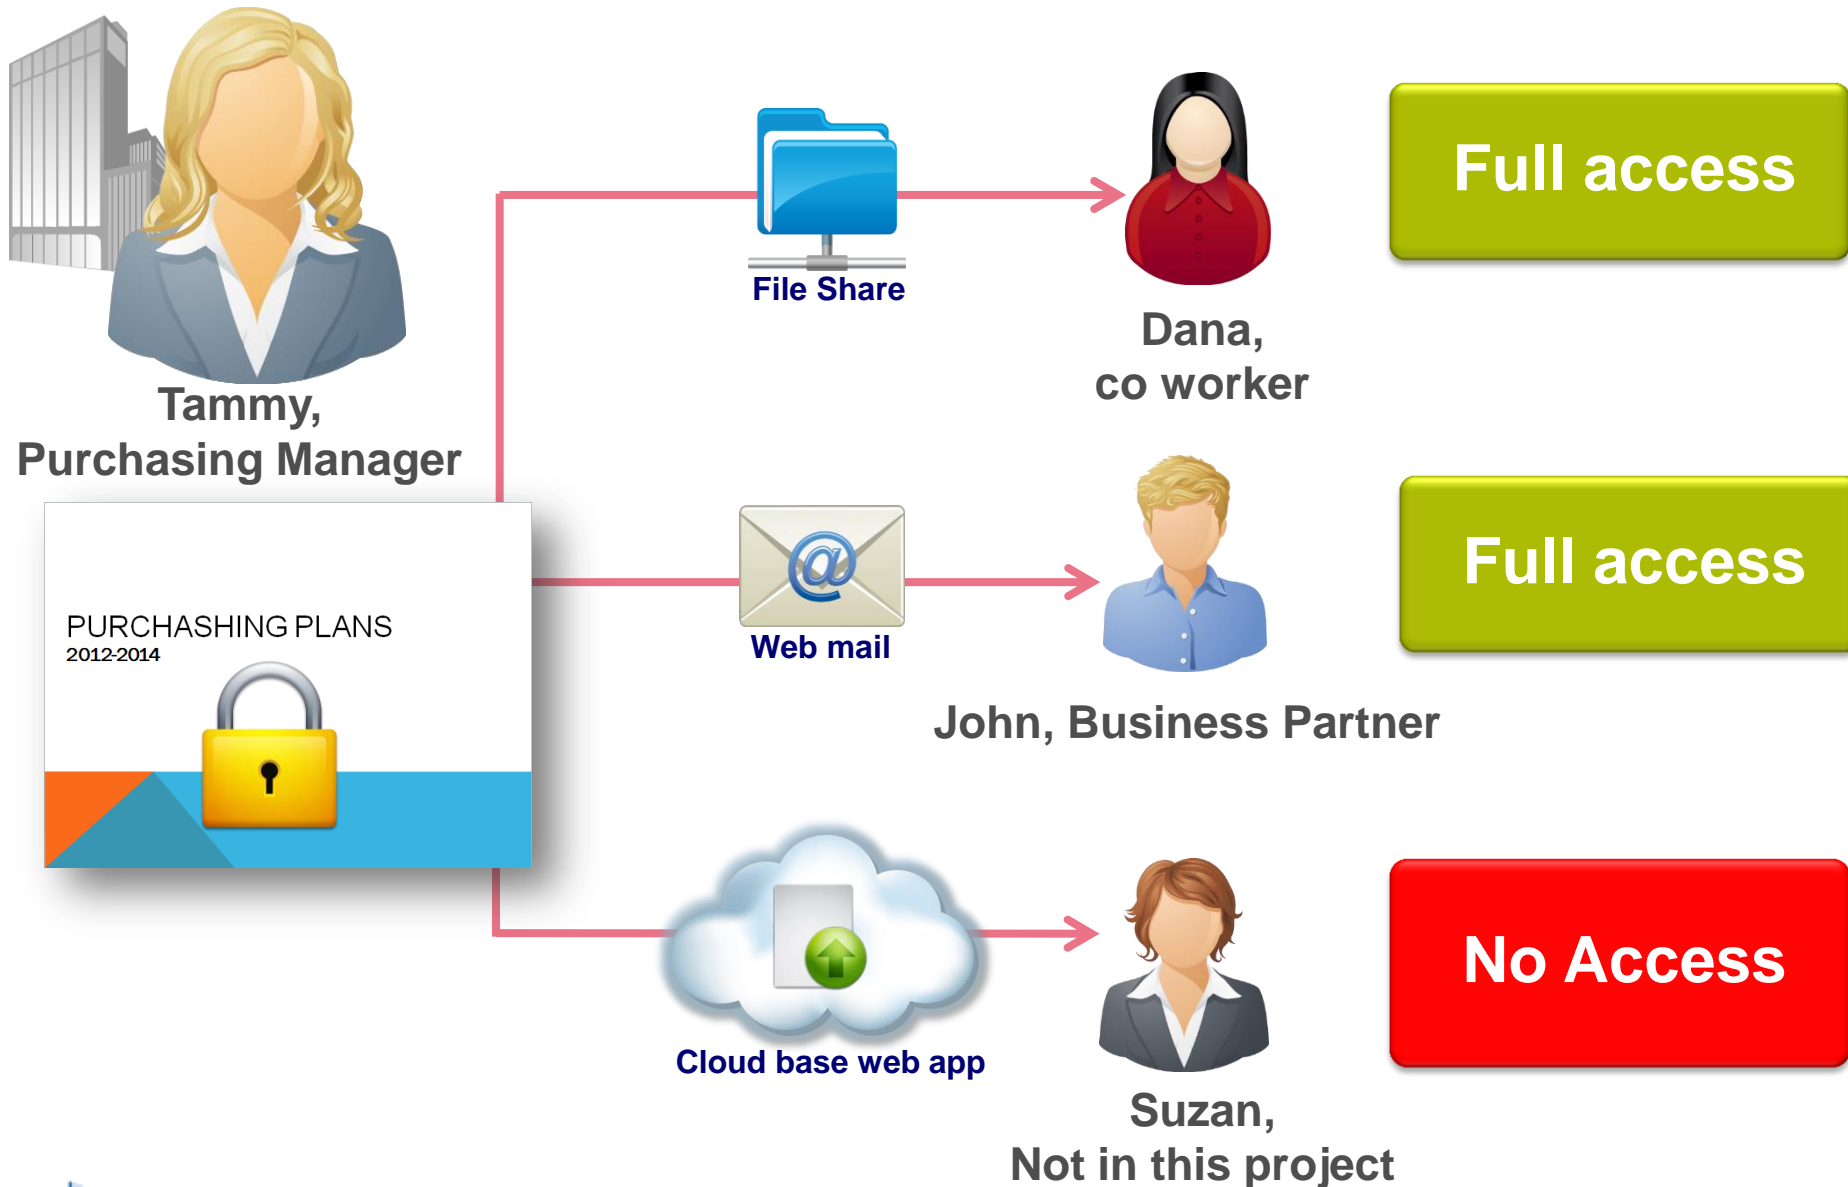 Tammy,
Purchasing Manager
PURCHASHING PLANS
2012-2014
File Share
Dana,
co worker
Full access
Web mail
John, Business Partner
Full access
Cloud base web app
Suzan,
Not in this project
No Access